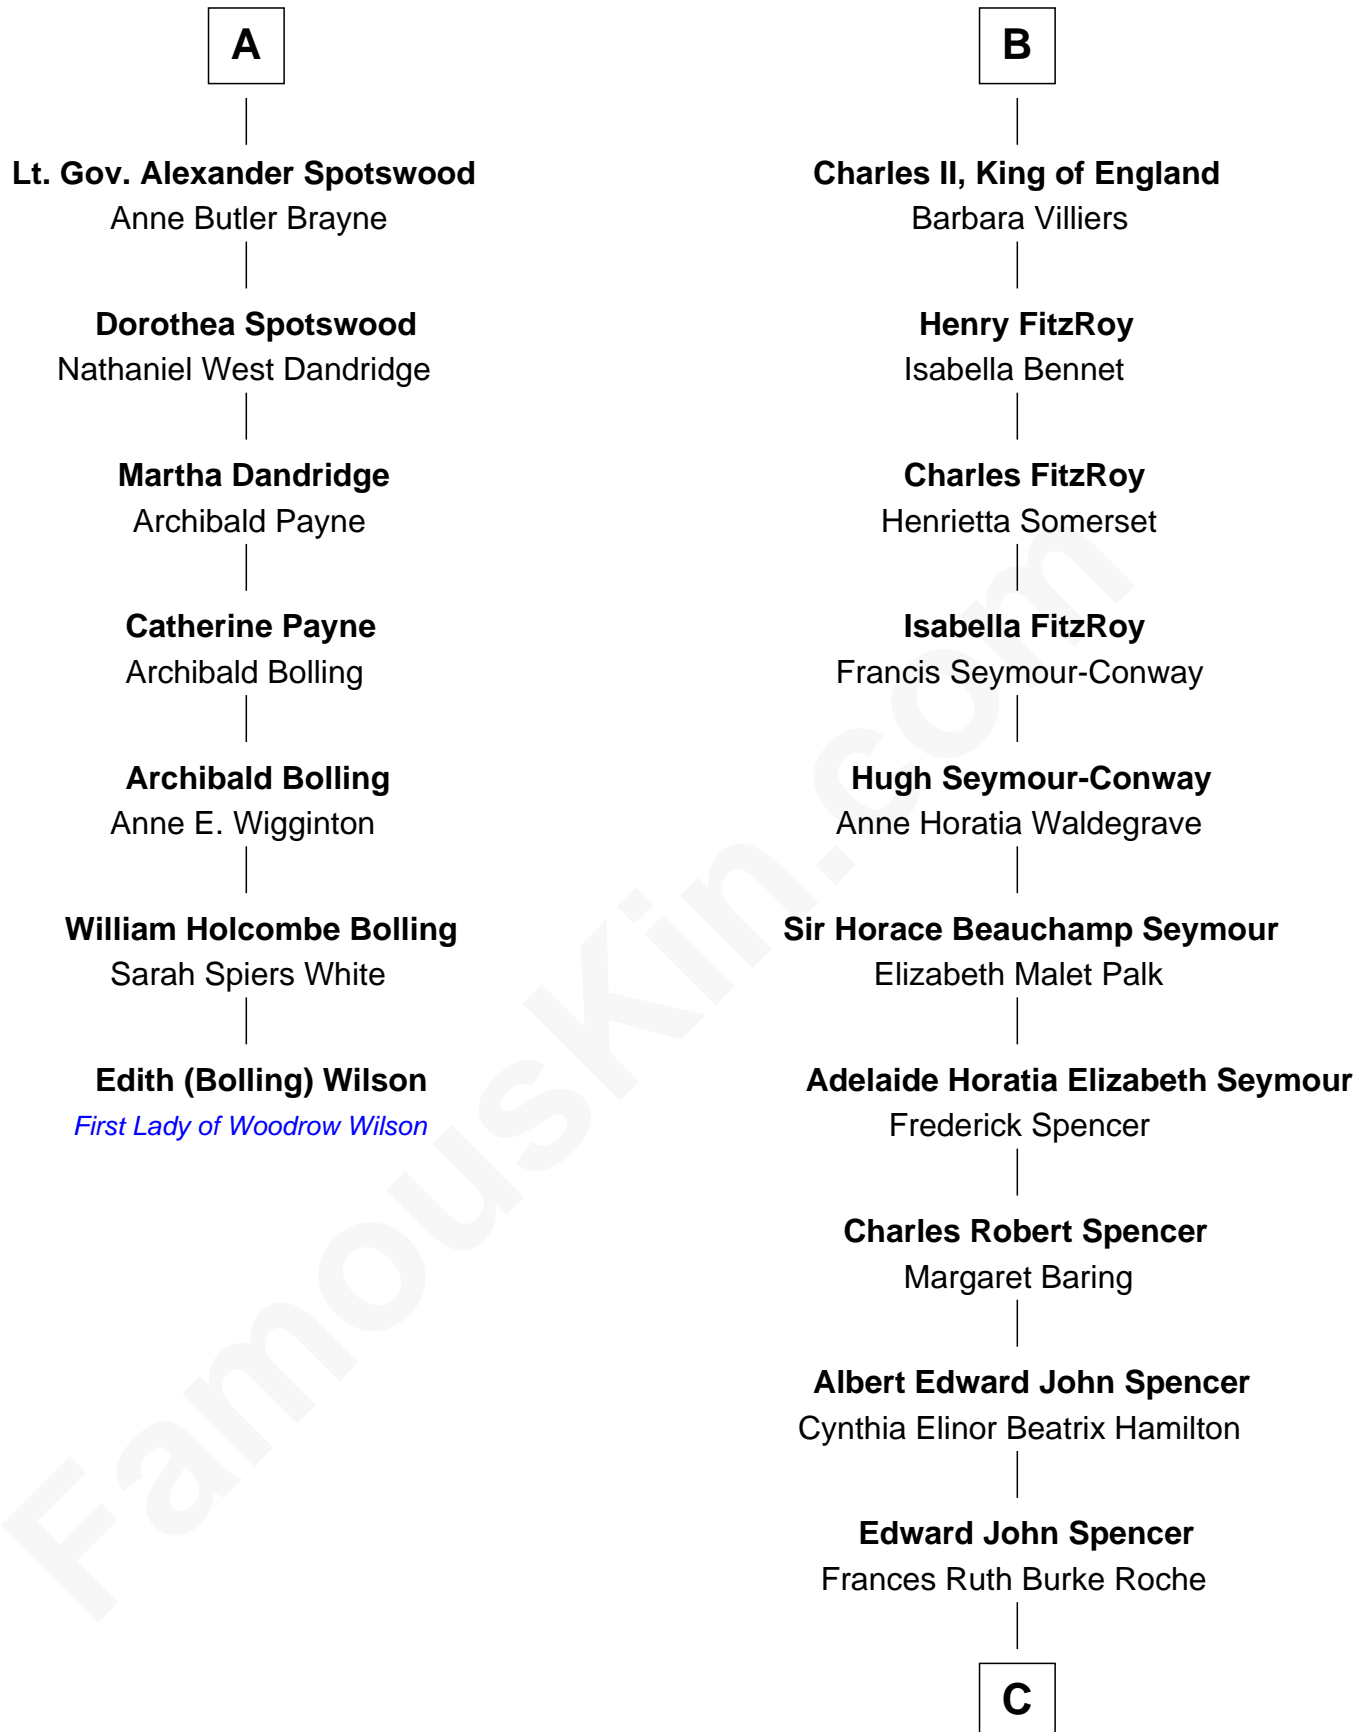 A
Lt. Gov. Alexander Spotswood
Anne Butler Brayne
Dorothea Spotswood
Nathaniel West Dandridge
Martha Dandridge
Archibald Payne
Catherine Payne
Archibald Bolling
Archibald Bolling
Anne E. Wigginton
William Holcombe Bolling
Sarah Spiers White
Edith (Bolling) Wilson
First Lady of Woodrow Wilson
B
Charles II, King of England
Barbara Villiers
Henry FitzRoy
Isabella Bennet
Charles FitzRoy
Henrietta Somerset
Isabella FitzRoy
Francis Seymour-Conway
Hugh Seymour-Conway
Anne Horatia Waldegrave
Sir Horace Beauchamp Seymour
Elizabeth Malet Palk
Adelaide Horatia Elizabeth Seymour
Frederick Spencer
Charles Robert Spencer
Margaret Baring
Albert Edward John Spencer
Cynthia Elinor Beatrix Hamilton
Edward John Spencer
Frances Ruth Burke Roche
C
FamousKin.com